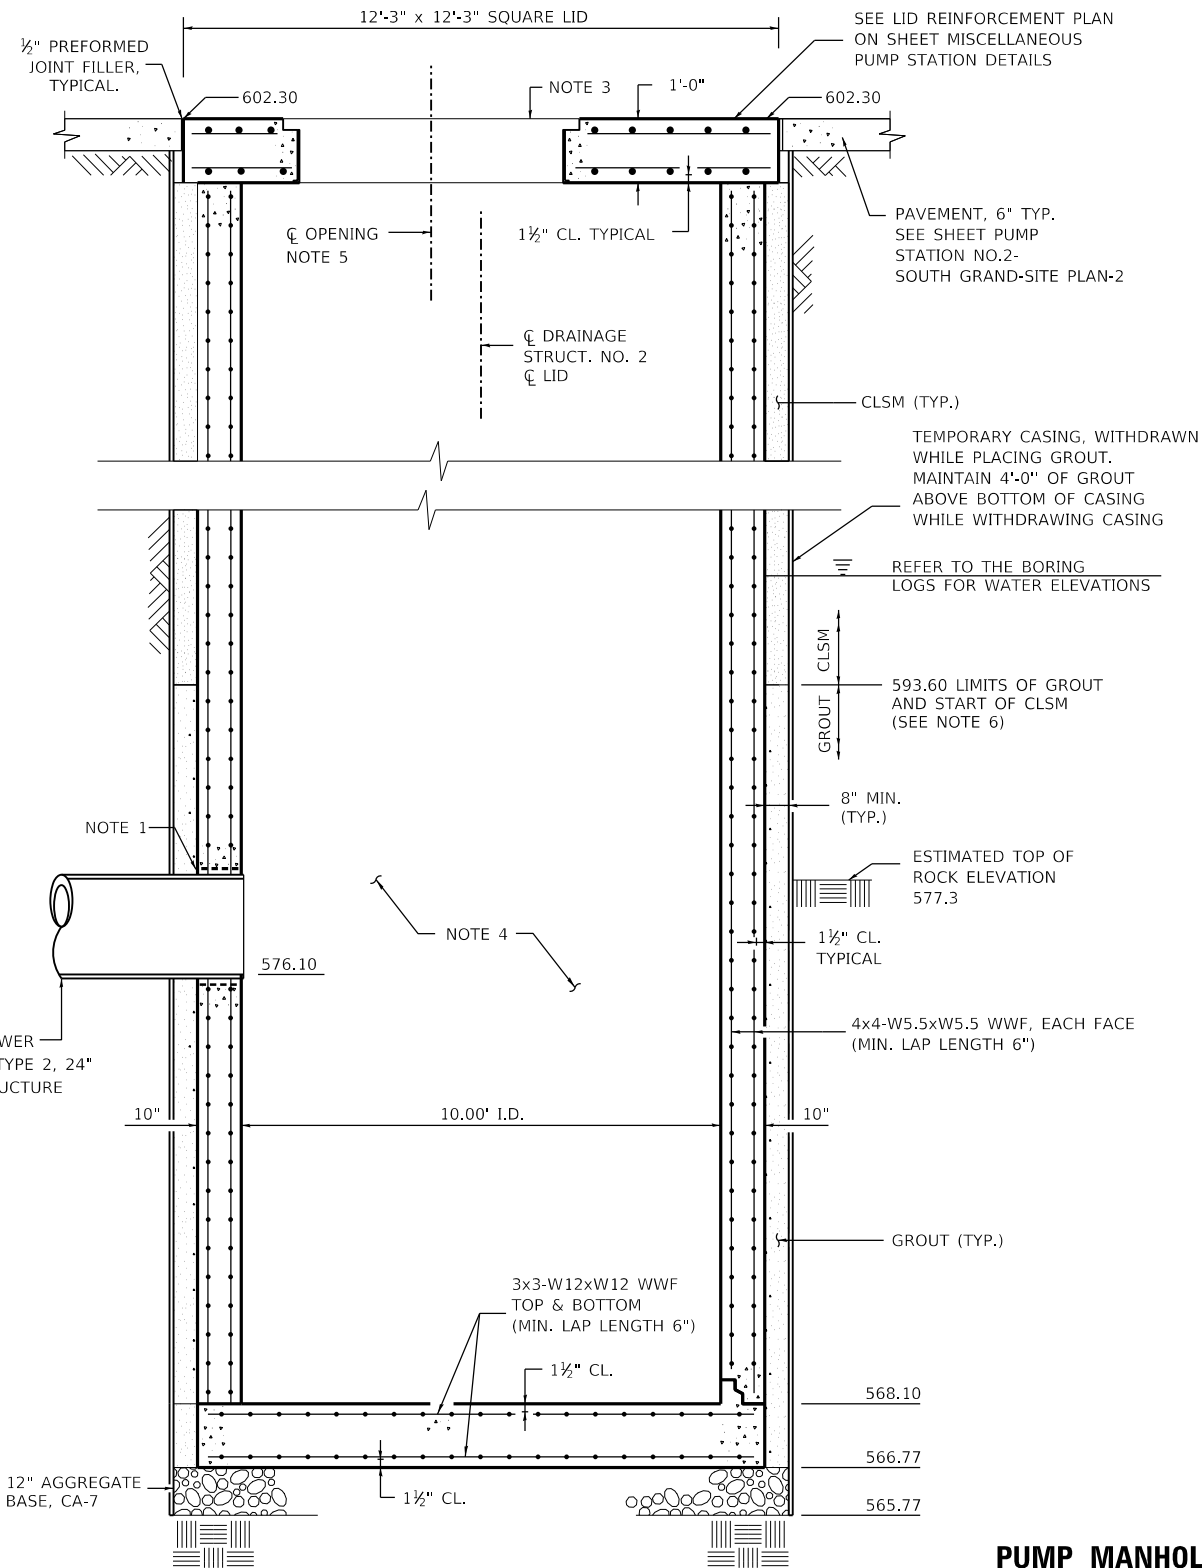 12'-3" x 12'-3" SQUARE LID
SEE LID REINFORCEMENT PLAN
ON SHEET MISCELLANEOUS
PUMP STATION DETAILS
½" PREFORMED
JOINT FILLER,
TYPICAL.
602.30
NOTE 3
1'-0"
602.30
PAVEMENT, 6" TYP.
SEE SHEET PUMP
STATION NO.2-
SOUTH GRAND-SITE PLAN-2
℄ OPENING
NOTE 5
1½" CL. TYPICAL
℄ DRAINAGE
STRUCT. NO. 2
℄ LID
CLSM (TYP.)
TEMPORARY CASING, WITHDRAWN
WHILE PLACING GROUT.
MAINTAIN 4'-0" OF GROUT
ABOVE BOTTOM OF CASING
WHILE WITHDRAWING CASING
REFER TO THE BORING
LOGS FOR WATER ELEVATIONS
CLSM
GROUT
593.60 LIMITS OF GROUT
AND START OF CLSM
(SEE NOTE 6)
8" MIN.
(TYP.)
NOTE 1
ESTIMATED TOP OF
ROCK ELEVATION
577.3
NOTE 4
1½" CL.
TYPICAL
576.10
4x4-W5.5xW5.5 WWF, EACH FACE
(MIN. LAP LENGTH 6")
WER
TYPE 2, 24"
UCTURE
10"
10.00' I.D.
10"
GROUT (TYP.)
3x3-W12xW12 WWF
TOP & BOTTOM
(MIN. LAP LENGTH 6")
1½" CL.
568.10
566.77
12" AGGREGATE
BASE, CA-7
1½" CL.
565.77
PUMP MANHOL